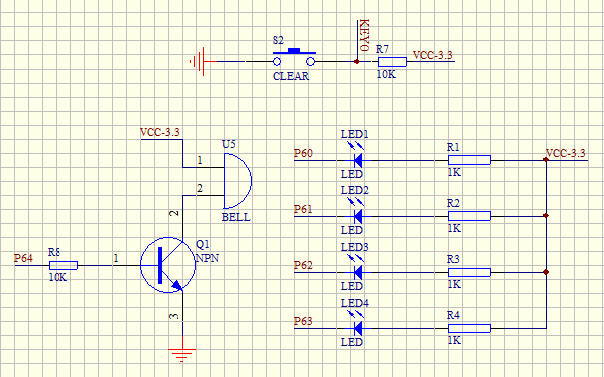 S2
KEY0
R7
VCC-3.3
CLEAR
10K
VCC-3.3
U5
1
2
BELL
2
Q1
NPN
P64
R8
10K
1
3
LED1
P60
LED
R1
1K
VCC-3.3
LED2
P61
LED
R2
1K
LED3
P62
LED
R3
1K
LED4
P63
LED
R4
1K